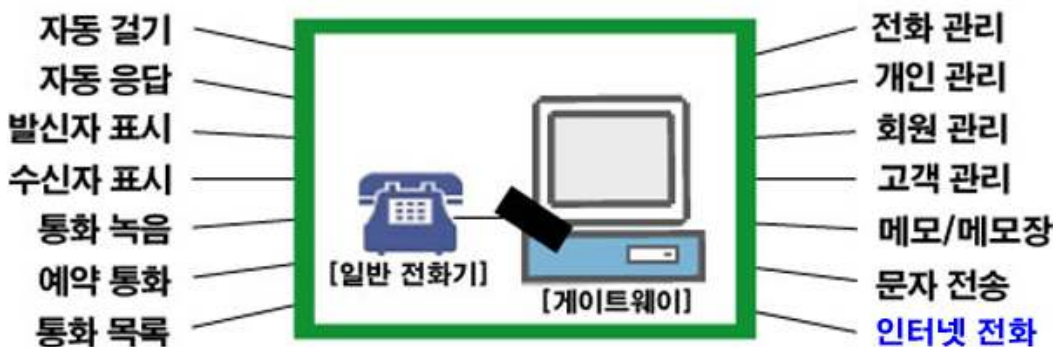 자동 걸기
자동 응답
발신자 표시
수신자 표시
통화 녹음
예약 통화
통화 목록
[일반 전화기]
[게이트웨이]
전화 관리
개인 관리
회원 관리
고객 관리
메모/메모장
문자 전송
인터넷 전화